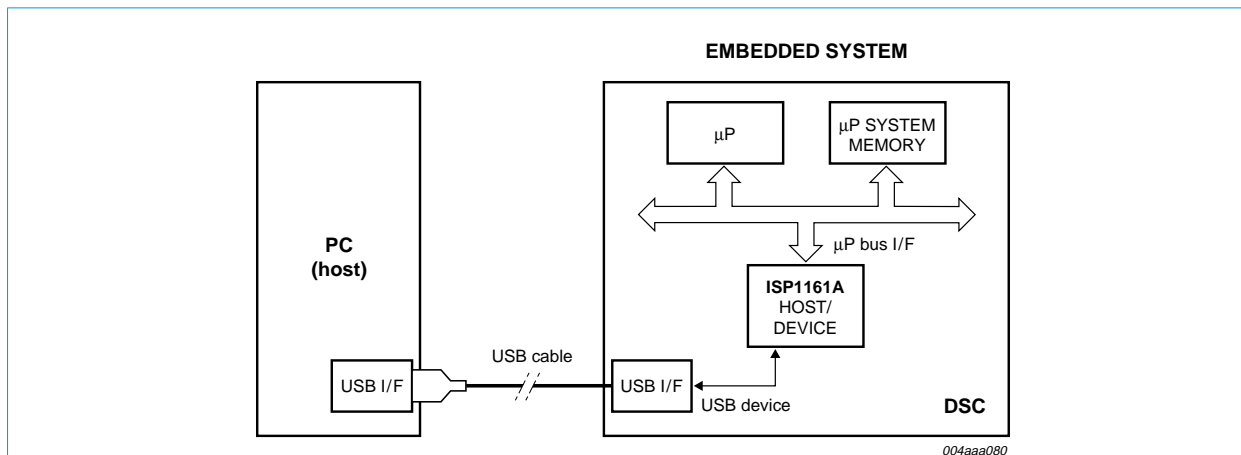 EMBEDDED SYSTEM
μP
μP SYSTEM
MEMORY
μP bus I/F
PC
(host)
ISP1161A
HOST/
DEVICE
USB cable
USB I/F
USB I/F
USB device
DSC
004aaa080